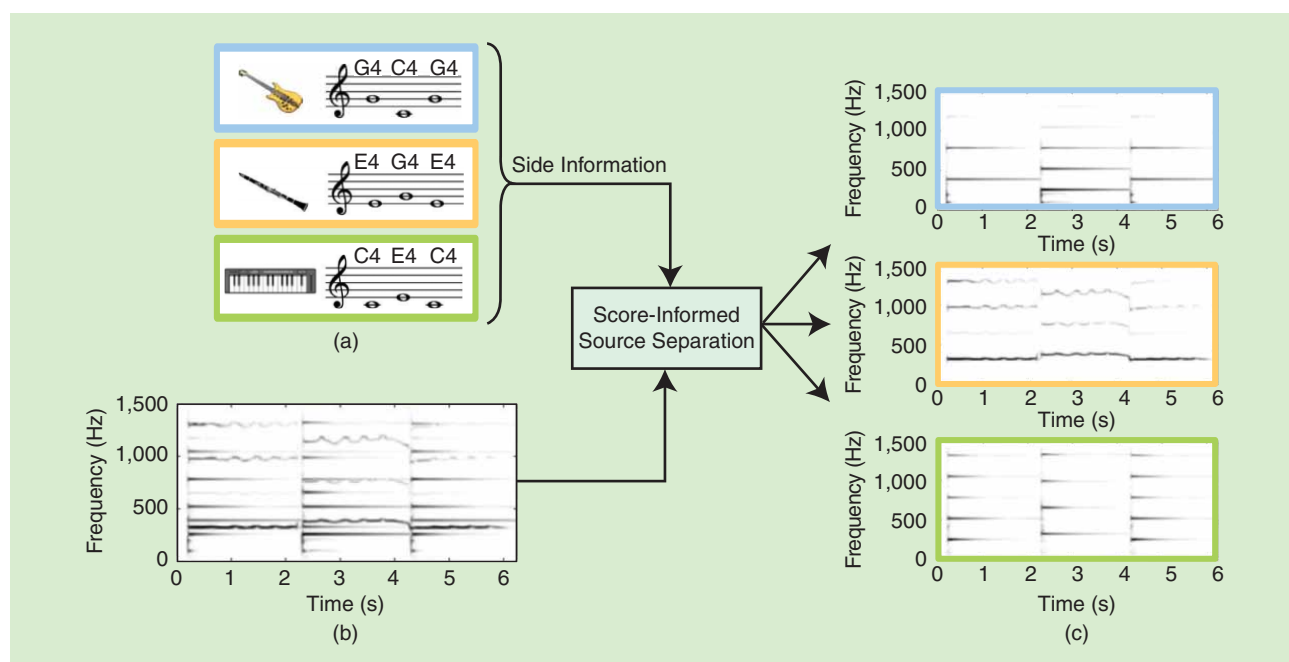 G4 C4 G4
E4 G4 E4
C4 E4 C4
(a)
Side Information
Score-Informed
Source Separation
1,500
1,000
500
0
Frequency (Hz)
0 1 2 3 4 5 6
Time (s)
(b)
1,500
1,000
500
0
Frequency (Hz)
0 1 2 3 4 5 6
Time (s)
1,500
1,000
500
0
Frequency (Hz)
0 1 2 3 4 5 6
Time (s)
1,500
1,000
500
0
Frequency (Hz)
0 1 2 3 4 5 6
Time (s)
(c)